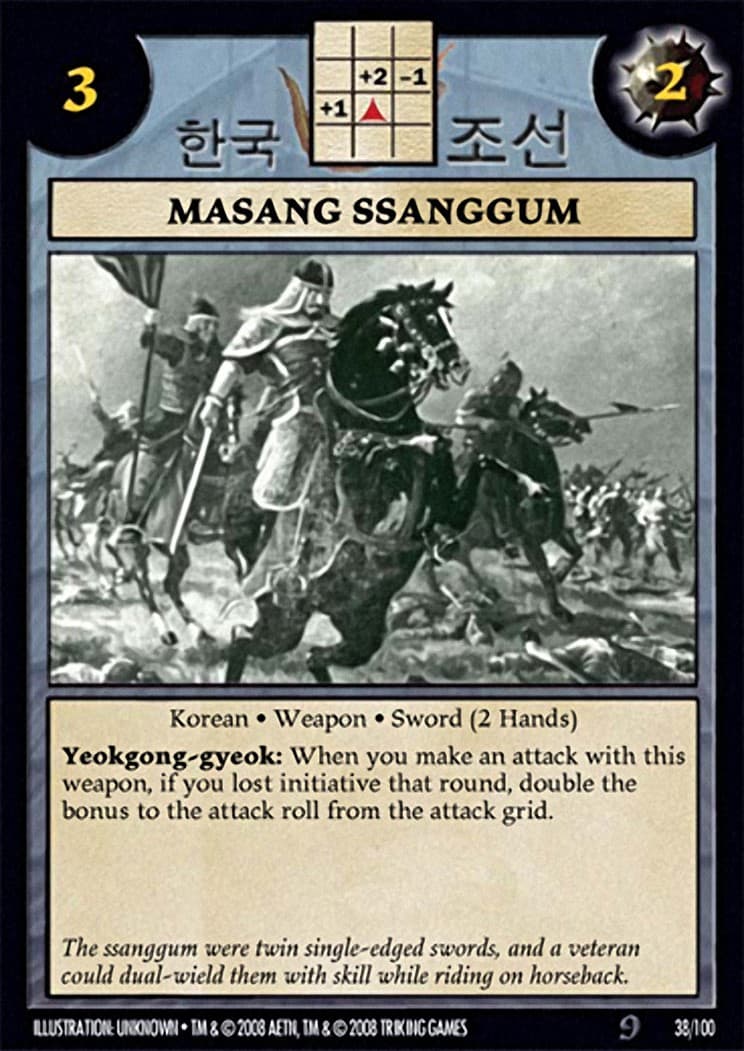 3
+2 -1
+1
2
한국
조선
MASANG SSANGGUM
Korean • Weapon • Sword (2 Hands)
Yeokgong-gyeok: When you make an attack with this
weapon, if you lost initiative that round, double the
bonus to the attack roll from the attack grid.
The ssanggum were twin single-edged swords, and a veteran
could dual-wield them with skill while riding on horseback.
ILLUSTRATION: UNKNOWN • TM & © 2008 AETN, TM & © 2008 TRIKING GAMES
9
38/100